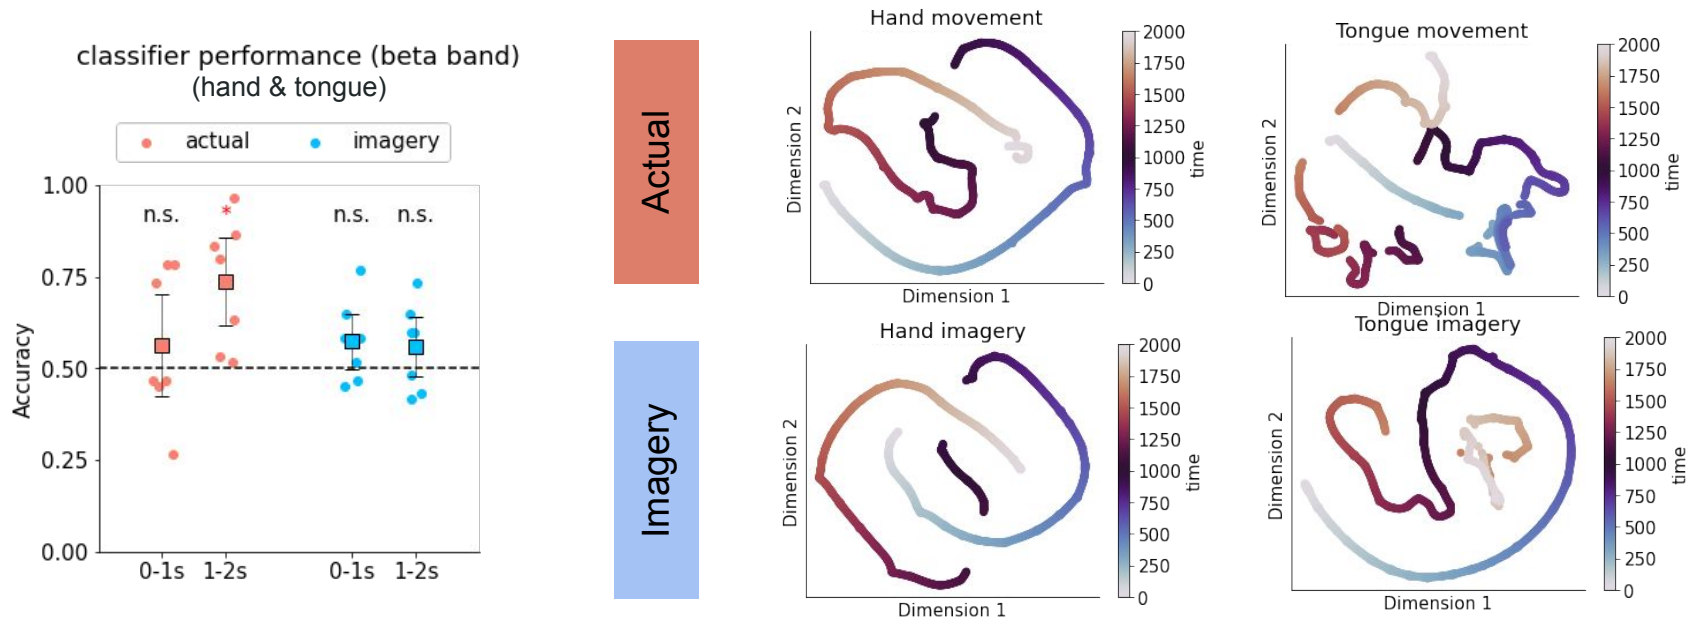 classifier performance (beta band)
(hand & tongue)
actual
imagery
1.00
0.75
0.50
0.25
0.00
Accuracy
n.s.
*
n.s.
n.s.
0-1s
1-2s
0-1s
1-2s
Actual
Imagery
Hand movement
Dimension 2
Dimension 1
2000
1750
1500
1250
1000
750
500
250
0
time
Tongue movement
Dimension 2
Dimension 1
2000
1750
1500
1250
1000
750
500
250
0
time
Hand imagery
Dimension 2
Dimension 1
2000
1750
1500
1250
1000
750
500
250
0
time
Tongue imagery
Dimension 2
Dimension 1
2000
1750
1500
1250
1000
750
500
250
0
time